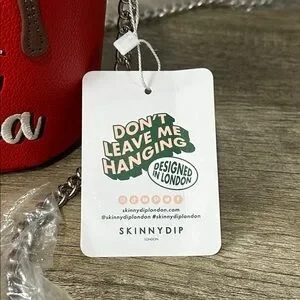 DON'T
LEAVE ME
HANGING
DESIGNED
IN LONDON
skinnydiplondon.com
@skinnydiplondon #skinnydiplondon
SKINNYDIP
LONDON
a